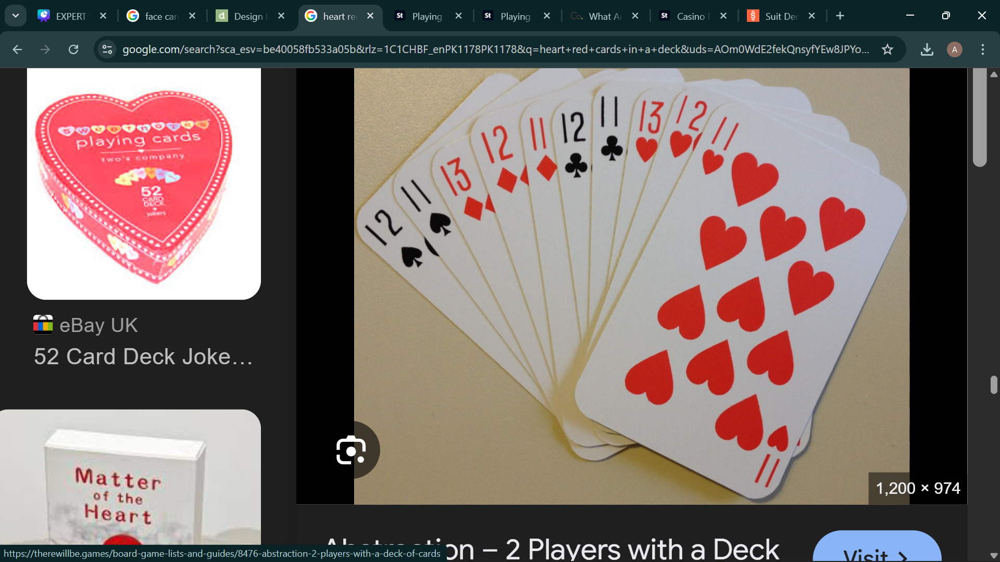 EXPERT
face car
Design
heart re
Playing
Playing
What Ar
Casino
Suit Dec
google.com/search?sca_esv=be40058fb533a05b&rlz=1C1CHBF_enPK1178PK1178&q=heart+red+cards+in+a+deck&uds=AOm0WdE2fekQnsyfYEw8JPYo...
A
playing cards
two's company
52
CARD
DECK
+
jokers
eBay UK
52 Card Deck Joke...
Matter
of the
Heart
12
11
13
12
11
12
11
13
12
11
11
1,200 × 974
Abstraction – 2 Players with a Deck
Visit >
https://therewillbe.games/board-game-lists-and-guides/8476-abstraction-2-players-with-a-deck-of-cards